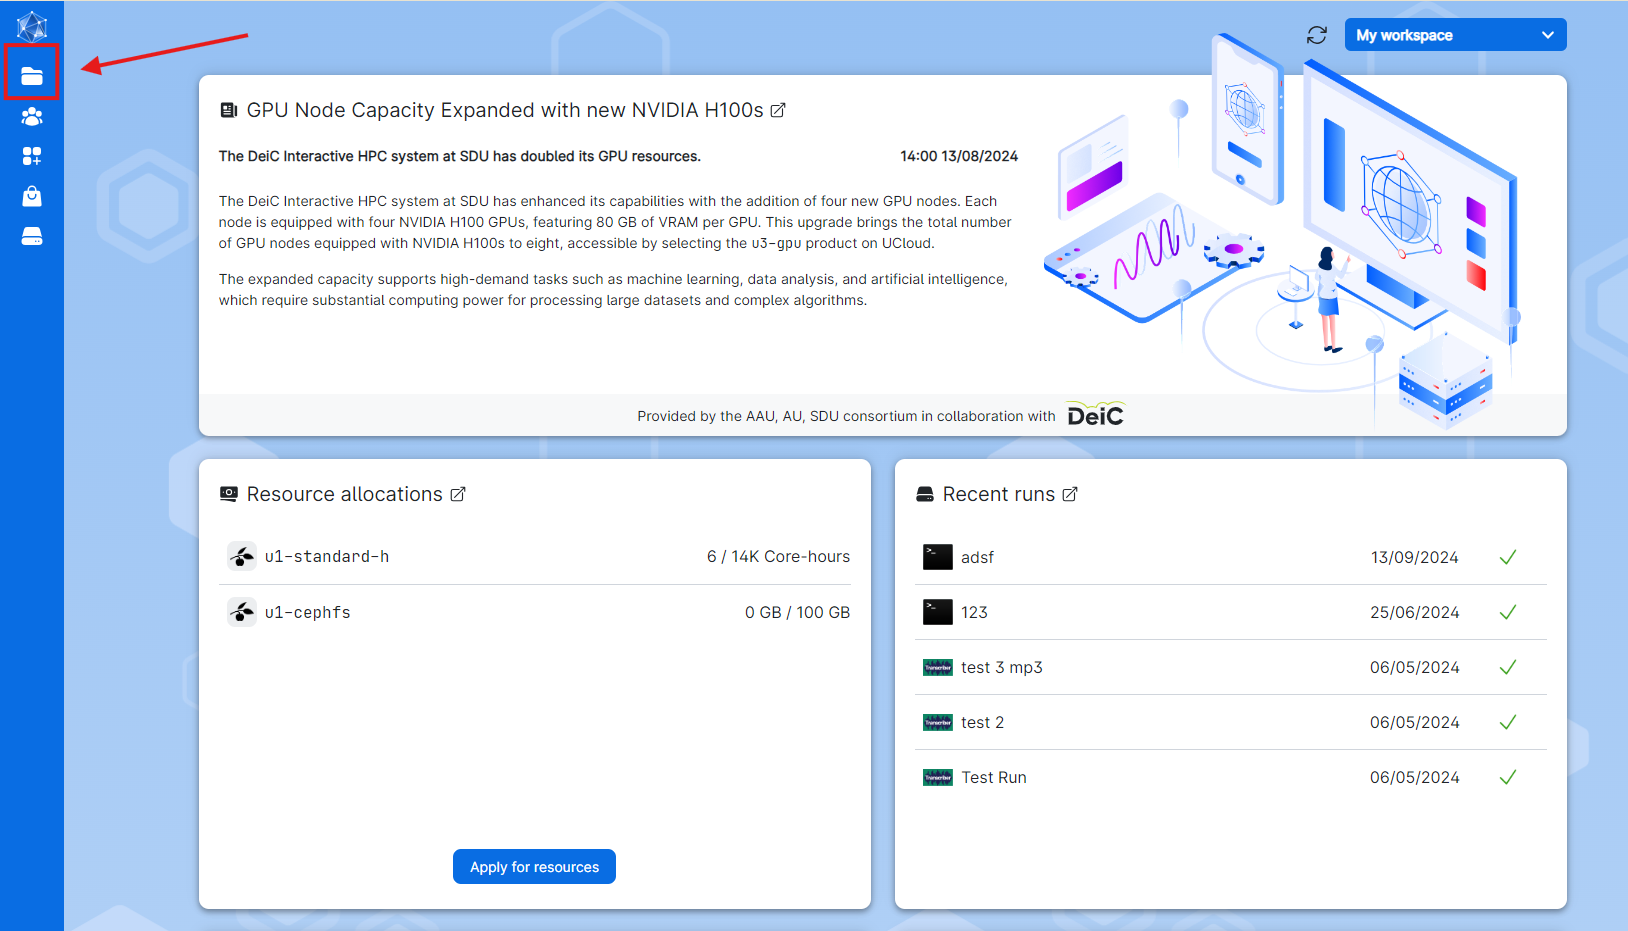 My workspace
GPU Node Capacity Expanded with new NVIDIA H100s
The DeiC Interactive HPC system at SDU has doubled its GPU resources. 14:00 13/08/2024
The DeiC Interactive HPC system at SDU has enhanced its capabilities with the addition of four new GPU nodes. Each
node is equipped with four NVIDIA H100 GPUs, featuring 80 GB of VRAM per GPU. This upgrade brings the total number
of GPU nodes equipped with NVIDIA H100s to eight, accessible by selecting the u3-gpu product on UCloud.
The expanded capacity supports high-demand tasks such as machine learning, data analysis, and artificial intelligence,
which require substantial computing power for processing large datasets and complex algorithms.
Provided by the AAU, AU, SDU consortium in collaboration with DeiC
Resource allocations
u1-standard-h 6 / 14K Core-hours
u1-cephfs 0 GB / 100 GB
Apply for resources
Recent runs
>_ adsf 13/09/2024
>_ 123 25/06/2024
Transcriber test 3 mp3 06/05/2024
Transcriber test 2 06/05/2024
Transcriber Test Run 06/05/2024